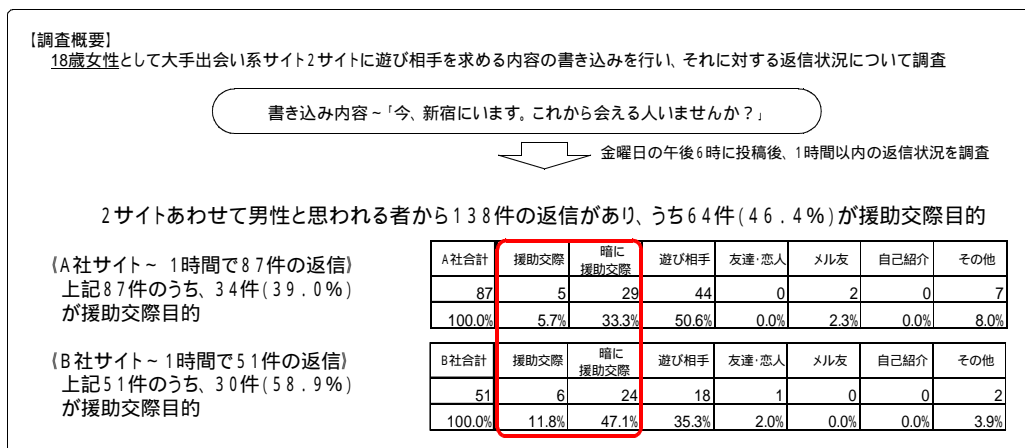 【調査概要】
18歳女性として大手出会い系サイト2サイトに遊び相手を求める内容の書き込みを行い、それに対する返信状況について調査
書き込み内容～「今、新宿にいます。これから会える人いませんか？」
金曜日の午後6時に投稿後、1時間以内の返信状況を調査
2サイトあわせて男性と思われる者から138件の返信があり、うち64件(46.4%)が援助交際目的
《A社サイト～ 1時間で87件の返信》
上記87件のうち、34件(39.0%)
が援助交際目的
A社合計 援助交際 暗に援助交際 遊び相手 友達・恋人 メル友 自己紹介 その他
87 5 29 44 0 2 0 7
100.0% 5.7% 33.3% 50.6% 0.0% 2.3% 0.0% 8.0%
《B社サイト～1時間で51件の返信》
上記51件のうち、30件(58.9%)
が援助交際目的
B社合計 援助交際 暗に援助交際 遊び相手 友達・恋人 メル友 自己紹介 その他
51 6 24 18 1 0 0 2
100.0% 11.8% 47.1% 35.3% 2.0% 0.0% 0.0% 3.9%